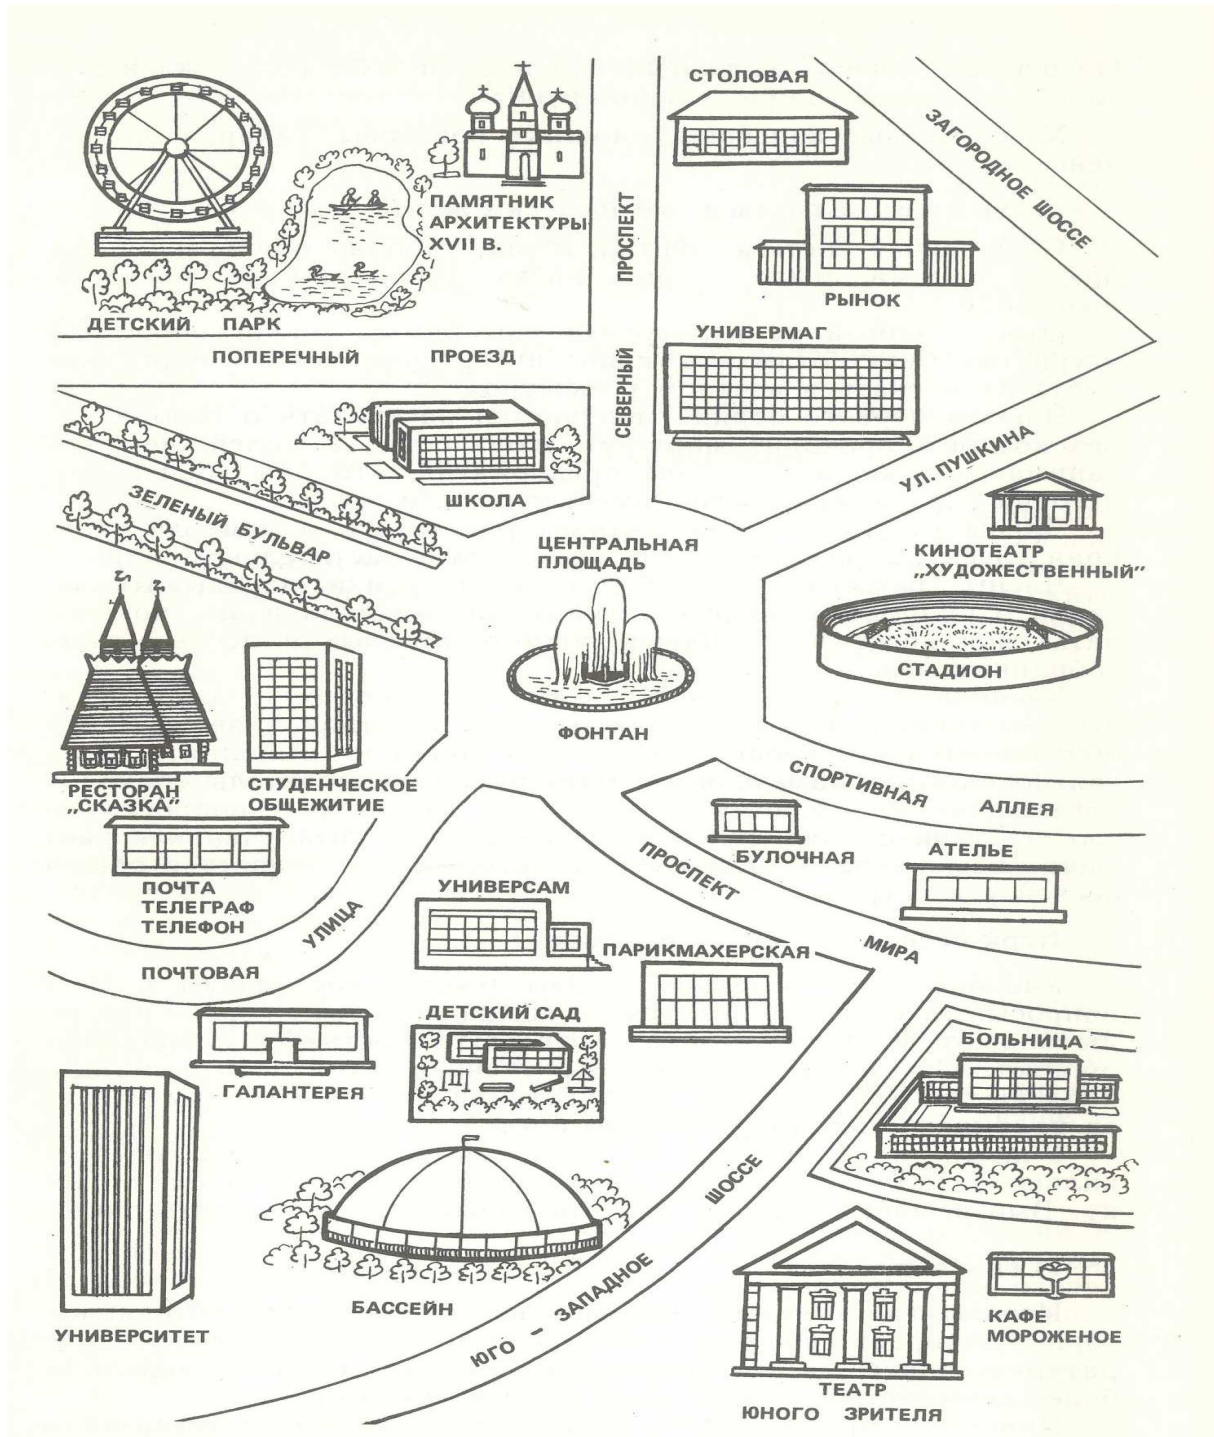 СТОЛОВАЯ
ЗАГОРОДНОЕ ШОССЕ
ПАМЯТНИК
АРХИТЕКТУРЫ
XVII В.
СЕВЕРНЫЙ ПРОСПЕКТ
РЫНОК
ДЕТСКИЙ ПАРК
УНИВЕРМАГ
ПОПЕРЕЧНЫЙ ПРОЕЗД
УЛ. ПУШКИНА
ШКОЛА
ЗЕЛЕНЫЙ БУЛЬВАР
ЦЕНТРАЛЬНАЯ
ПЛОЩАДЬ
КИНОТЕАТР
„ХУДОЖЕСТВЕННЫЙ"
СТАДИОН
ФОНТАН
РЕСТОРАН
„СКАЗКА"
СТУДЕНЧЕСКОЕ
ОБЩЕЖИТИЕ
СПОРТИВНАЯ АЛЛЕЯ
БУЛОЧНАЯ
АТЕЛЬЕ
ПРОСПЕКТ МИРА
ПОЧТА
ТЕЛЕГРАФ
ТЕЛЕФОН
УНИВЕРСАМ
ПОЧТОВАЯ УЛИЦА
ПАРИКМАХЕРСКАЯ
ДЕТСКИЙ САД
БОЛЬНИЦА
ГАЛАНТЕРЕЯ
ЮГО – ЗАПАДНОЕ ШОССЕ
БАССЕЙН
УНИВЕРСИТЕТ
КАФЕ
МОРОЖЕНОЕ
ТЕАТР
ЮНОГО ЗРИТЕЛЯ